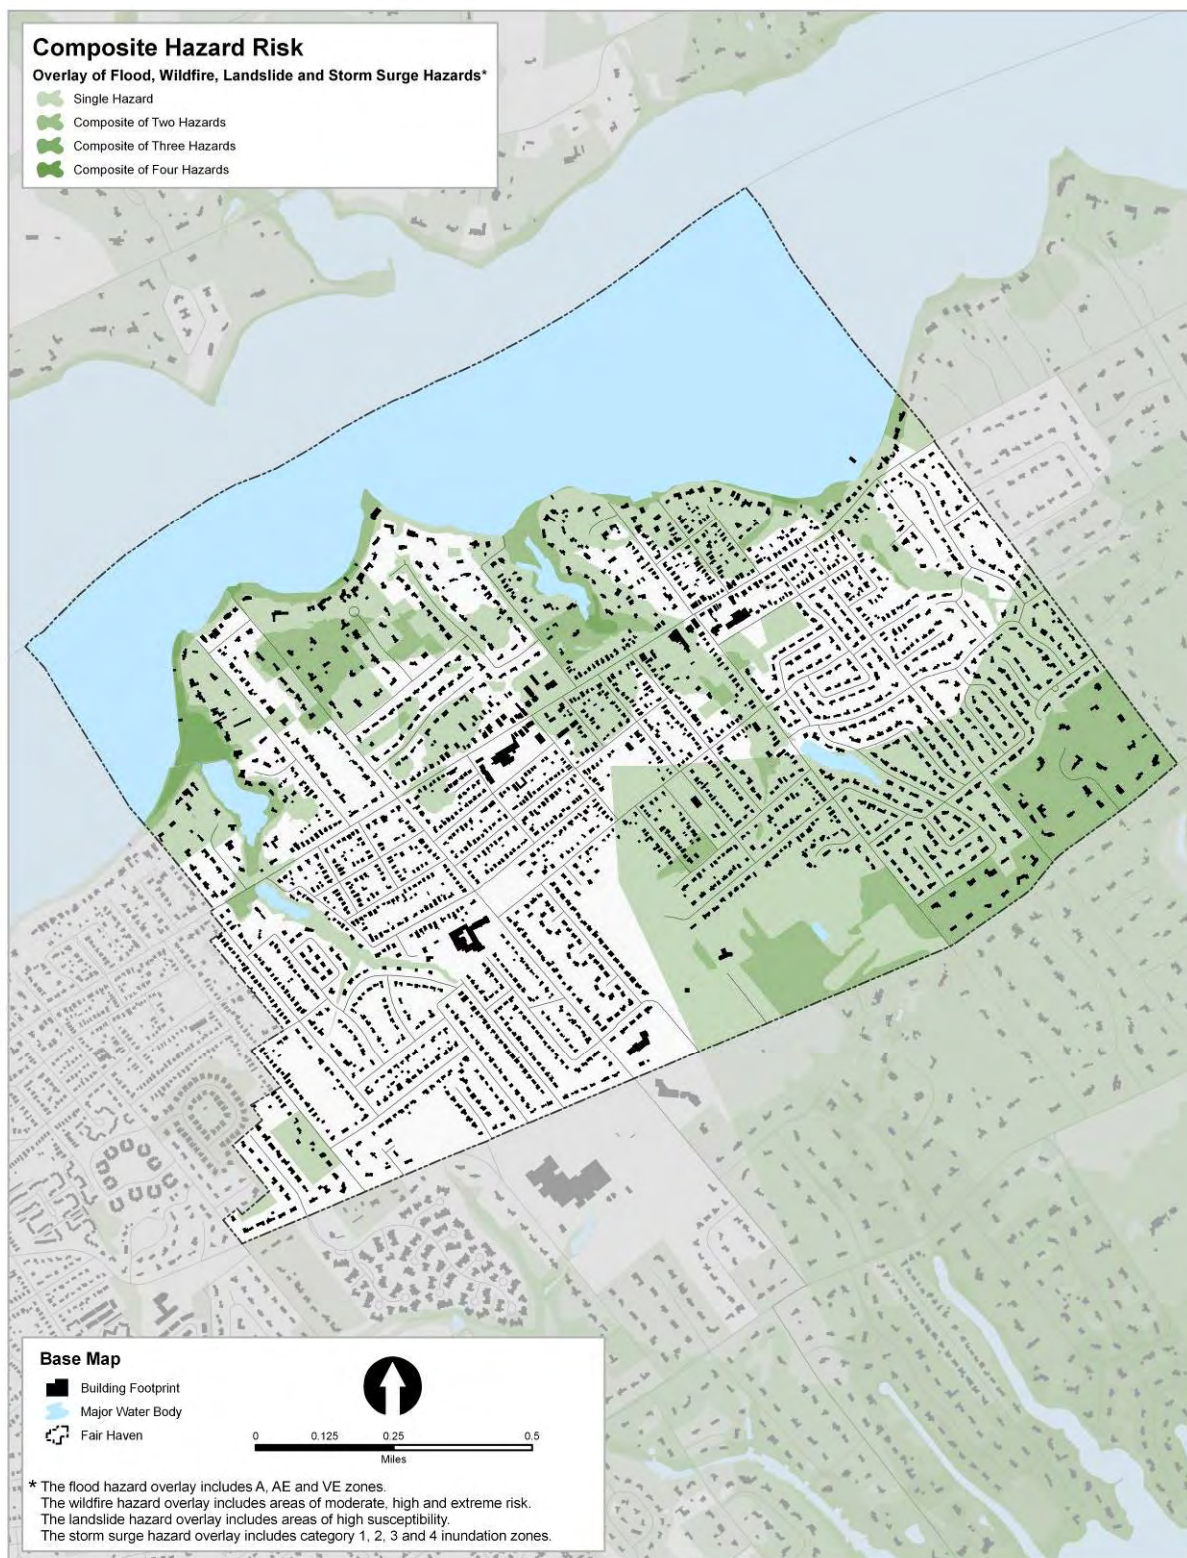 Composite Hazard Risk
Overlay of Flood, Wildfire, Landslide and Storm Surge Hazards*
Single Hazard
Composite of Two Hazards
Composite of Three Hazards
Composite of Four Hazards
Base Map
Building Footprint
Major Water Body
Fair Haven
0 0.125 0.25 0.5
Miles
* The flood hazard overlay includes A, AE and VE zones.
The wildfire hazard overlay includes areas of moderate, high and extreme risk.
The landslide hazard overlay includes areas of high susceptibility.
The storm surge hazard overlay includes category 1, 2, 3 and 4 inundation zones.